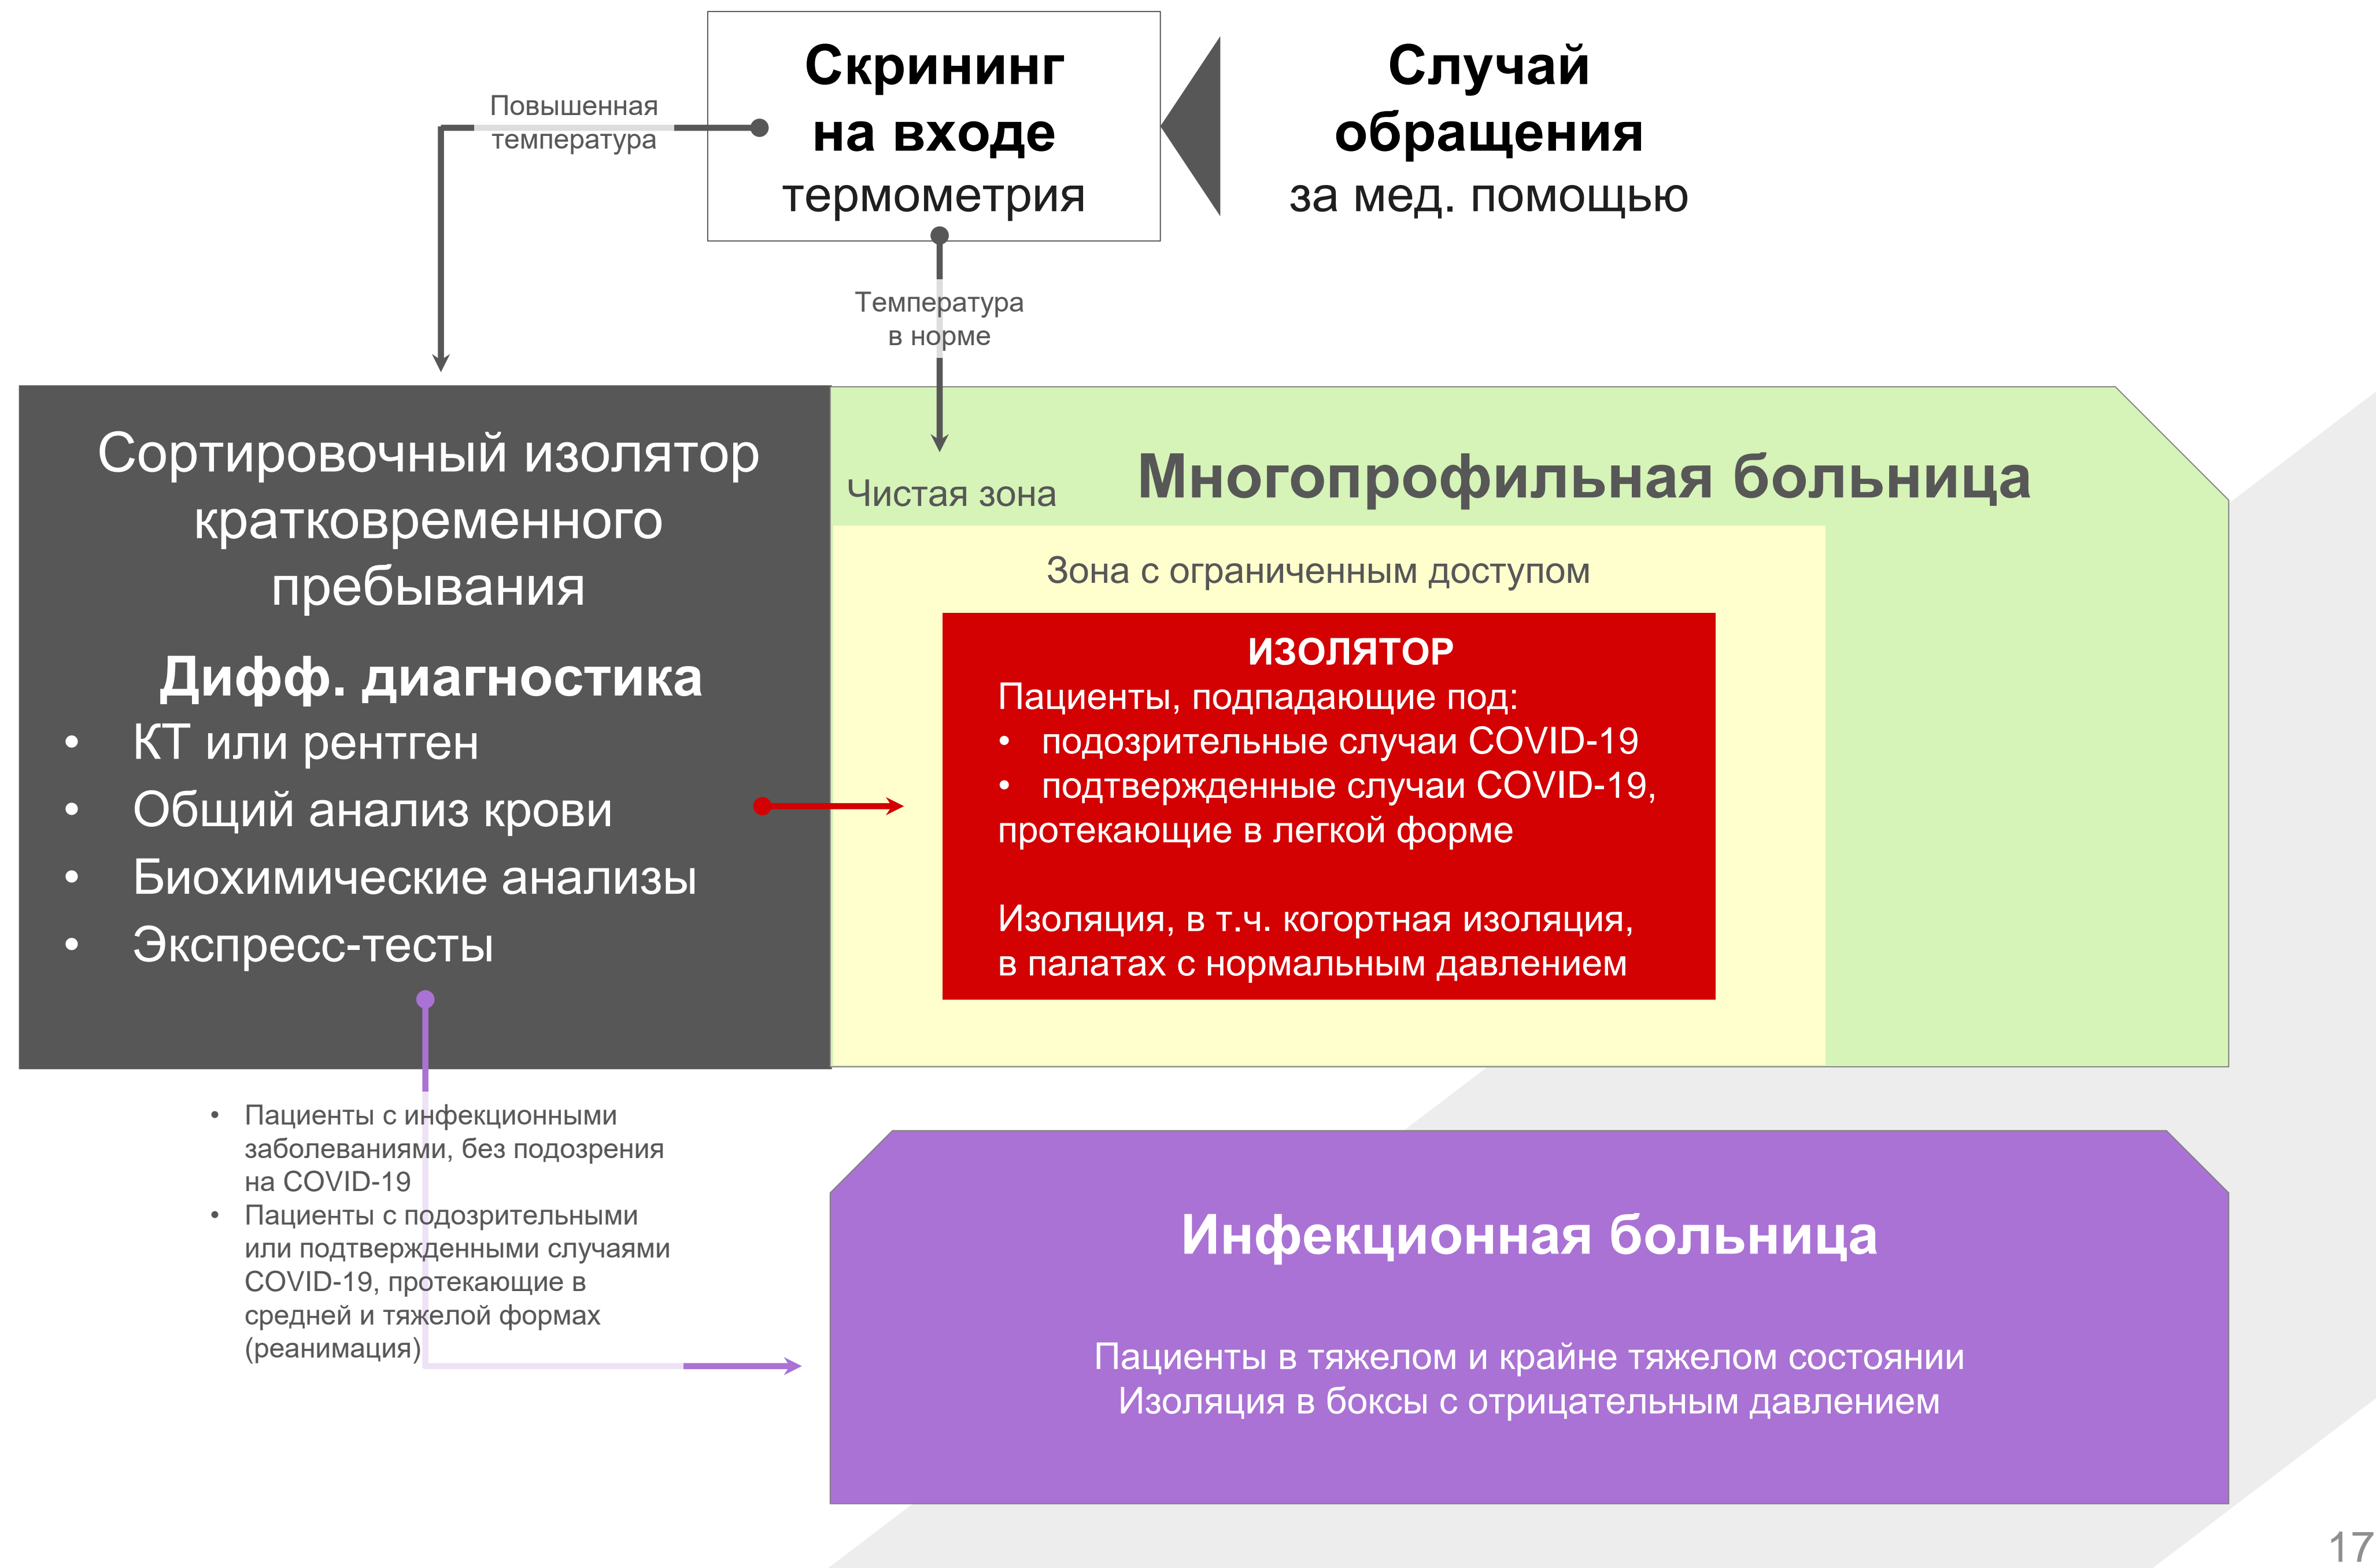 Скрининг
на входе
термометрия
Случай
обращения
за мед. помощью
Повышенная
температура
Температура
в норме
Сортировочный изолятор
кратковременного
пребывания
Дифф. диагностика
• КТ или рентген
• Общий анализ крови
• Биохимические анализы
• Экспресс-тесты
Чистая зона
Многопрофильная больница
Зона с ограниченным доступом
ИЗОЛЯТОР
Пациенты, подпадающие под:
• подозрительные случаи COVID-19
• подтвержденные случаи COVID-19,
протекающие в легкой форме
Изоляция, в т.ч. когортная изоляция,
в палатах с нормальным давлением
• Пациенты с инфекционными
заболеваниями, без подозрения
на COVID-19
• Пациенты с подозрительными
или подтвержденными случаями
COVID-19, протекающие в
средней и тяжелой формах
(реанимация)
Инфекционная больница
Пациенты в тяжелом и крайне тяжелом состоянии
Изоляция в боксы с отрицательным давлением
17